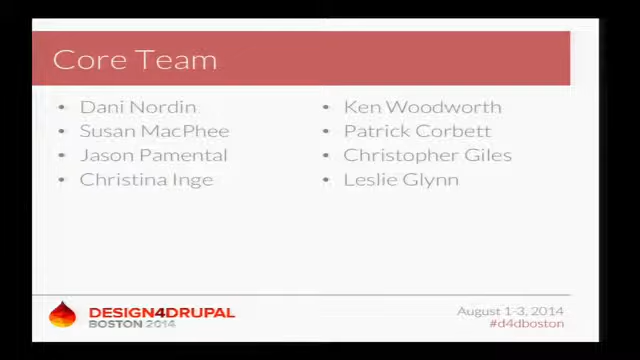 Core Team
• Dani Nordin
• Susan MacPhee
• Jason Pamental
• Christina Inge
• Ken Woodworth
• Patrick Corbett
• Christopher Giles
• Leslie Glynn
DESIGN4DRUPAL
BOSTON 2014
August 1-3, 2014
#d4dboston